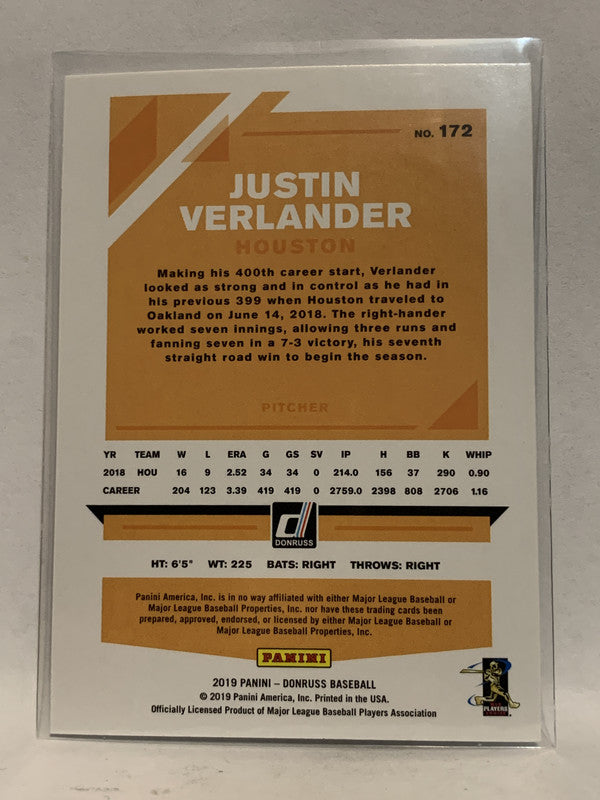 NO. 172
JUSTIN
VERLANDER
HOUSTON
Making his 400th career start, Verlander
looked as strong and in control as he had in
his previous 399 when Houston traveled to
Oakland on June 14, 2018. The right-hander
worked seven innings, allowing three runs and
fanning seven in a 7-3 victory, his seventh
straight road win to begin the season.
PITCHER
YR TEAM W L ERA G GS SV IP H BB K WHIP
2018 HOU 16 9 2.52 34 34 0 214.0 156 37 290 0.90
CAREER 204 123 3.39 419 419 0 2759.0 2398 808 2706 1.16
d
DONRUSS
HT: 6'5" WT: 225 BATS: RIGHT THROWS: RIGHT
Panini America, Inc. is in no way affiliated with either Major League Baseball or
Major League Baseball Properties, Inc. nor have these trading cards been
prepared, approved, endorsed, or licensed by either Major League Baseball or
Major League Baseball Properties, Inc.
PANINI
2019 PANINI – DONRUSS BASEBALL
© 2019 Panini America, Inc. Printed in the USA.
Officially Licensed Product of Major League Baseball Players Association
PLAYERS